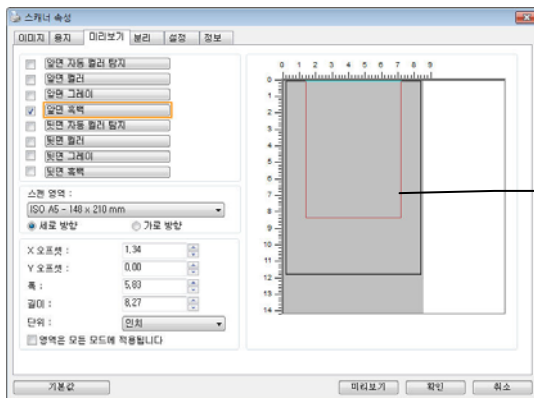 스캐너 속성
이미지 용지 미리보기 분리 설정 정보
앞면 자동 컬러 탐지
앞면 컬러
앞면 그레이
앞면 흑백
뒷면 자동 컬러 탐지
뒷면 컬러
뒷면 그레이
뒷면 흑백
스캔 영역 :
ISO A5 - 148 x 210 mm
세로 방향 가로 방향
X 오프셋 : 1,34
Y 오프셋 : 0,00
폭 : 5,83
길이 : 8,27
단위 : 인치
영역은 모든 모드에 적용됩니다
0 1 2 3 4 5 6 7 8 9
0
1
2
3
4
5
6
7
8
9
10
11
12
13
14
기본값 미리보기 확인 취소